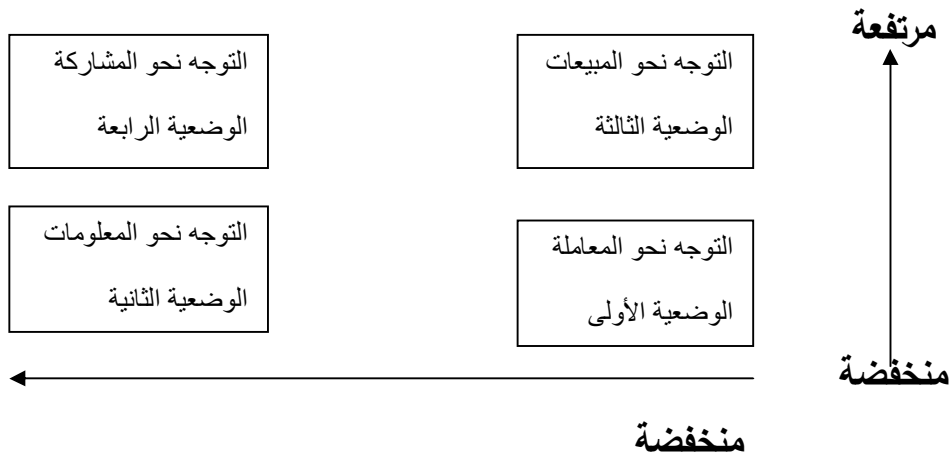 مرتفعة
التوجه نحو المبيعات
الوضعية الثالثة
التوجه نحو المشاركة
الوضعية الرابعة
التوجه نحو المعاملة
الوضعية الأولى
التوجه نحو المعلومات
الوضعية الثانية
منخفضة
منخفضة